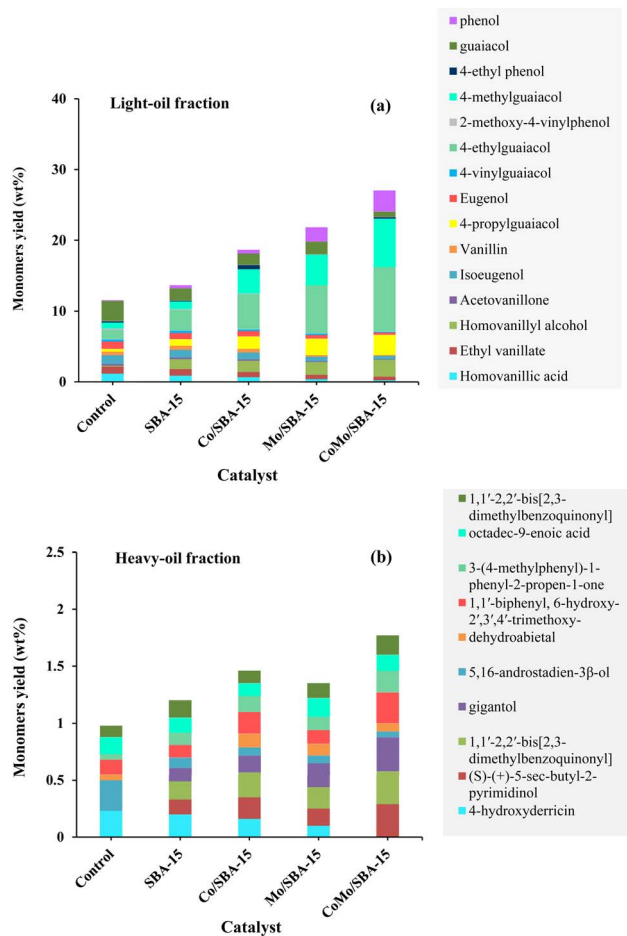 Light-oil fraction
(a)
Monomers yield (wt%)
40
30
20
10
0
Control
SBA-15
Co/SBA-15
Mo/SBA-15
CoMo/SBA-15
Catalyst
phenol
guaiacol
4-ethyl phenol
4-methylguaiacol
2-methoxy-4-vinylphenol
4-ethylguaiacol
4-vinylguaiacol
Eugenol
4-propylguaiacol
Vanillin
Isoeugenol
Acetovanillone
Homovanillyl alcohol
Ethyl vanillate
Homovanillic acid
Heavy-oil fraction
(b)
Monomers yield (wt%)
2.5
2
1.5
1
0.5
0
Control
SBA-15
Co/SBA-15
Mo/SBA-15
CoMo/SBA-15
Catalyst
1,1′-2,2′-bis[2,3-
dimethylbenzoquinonyl]
octadec-9-enoic acid
3-(4-methylphenyl)-1-
phenyl-2-propen-1-one
1,1′-biphenyl, 6-hydroxy-
2′,3′,4′-trimethoxy-
dehydroabietal
5,16-androstadien-3β-ol
gigantol
1,1′-2,2′-bis[2,3-
dimethylbenzoquinonyl]
(S)-(+)-5-sec-butyl-2-
pyrimidinol
4-hydroxyderricin